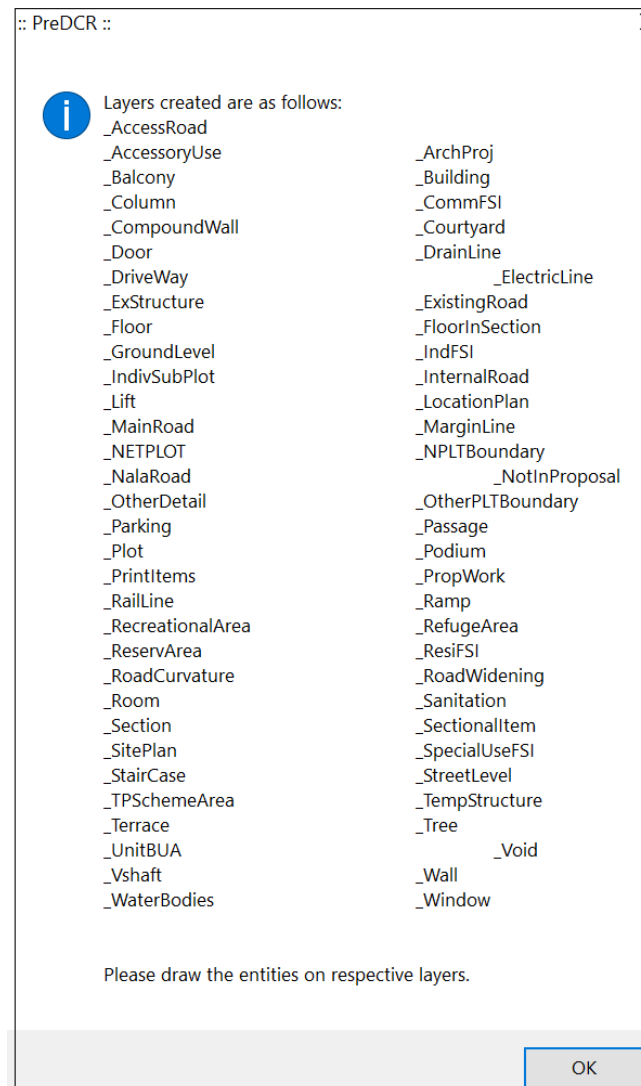 :: PreDCR ::
Layers created are as follows:
_AccessRoad
_AccessoryUse _ArchProj
_Balcony _Building
_Column _CommFSI
_CompoundWall _Courtyard
_Door _DrainLine
_DriveWay _ElectricLine
_ExStructure _ExistingRoad
_Floor _FloorInSection
_GroundLevel _IndFSI
_IndivSubPlot _InternalRoad
_Lift _LocationPlan
_MainRoad _MarginLine
_NETPLOT _NPLTBoundary
_NalaRoad _NotInProposal
_OtherDetail _OtherPLTBoundary
_Parking _Passage
_Plot _Podium
_PrintItems _PropWork
_RailLine _Ramp
_RecreationalArea _RefugeArea
_ReservArea _ResiFSI
_RoadCurvature _RoadWidening
_Room _Sanitation
_Section _SectionalItem
_SitePlan _SpecialUseFSI
_StairCase _StreetLevel
_TPSchemeArea _TempStructure
_Terrace _Tree
_UnitBUA _Void
_Vshaft _Wall
_WaterBodies _Window
Please draw the entities on respective layers.
OK